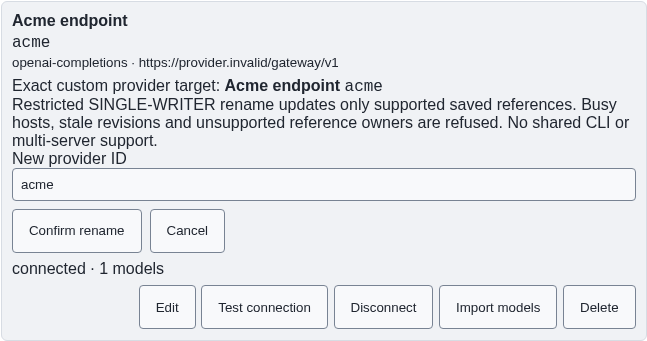 Acme endpoint
acme
openai-completions · https://provider.invalid/gateway/v1
Exact custom provider target: Acme endpoint acme
Restricted SINGLE-WRITER rename updates only supported saved references. Busy
hosts, stale revisions and unsupported reference owners are refused. No shared CLI or
multi-server support.
New provider ID
acme
Confirm rename Cancel
connected · 1 models
Edit Test connection Disconnect Import models Delete